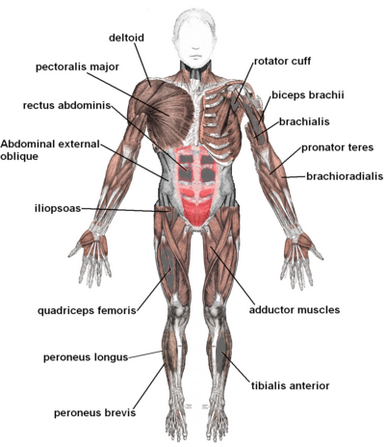 deltoid
pectoralis major
rectus abdominis
Abdominal external
oblique
iliopsoas
quadriceps femoris
peroneus longus
peroneus brevis
rotator cuff
biceps brachii
brachialis
pronator teres
brachioradialis
adductor muscles
tibialis anterior